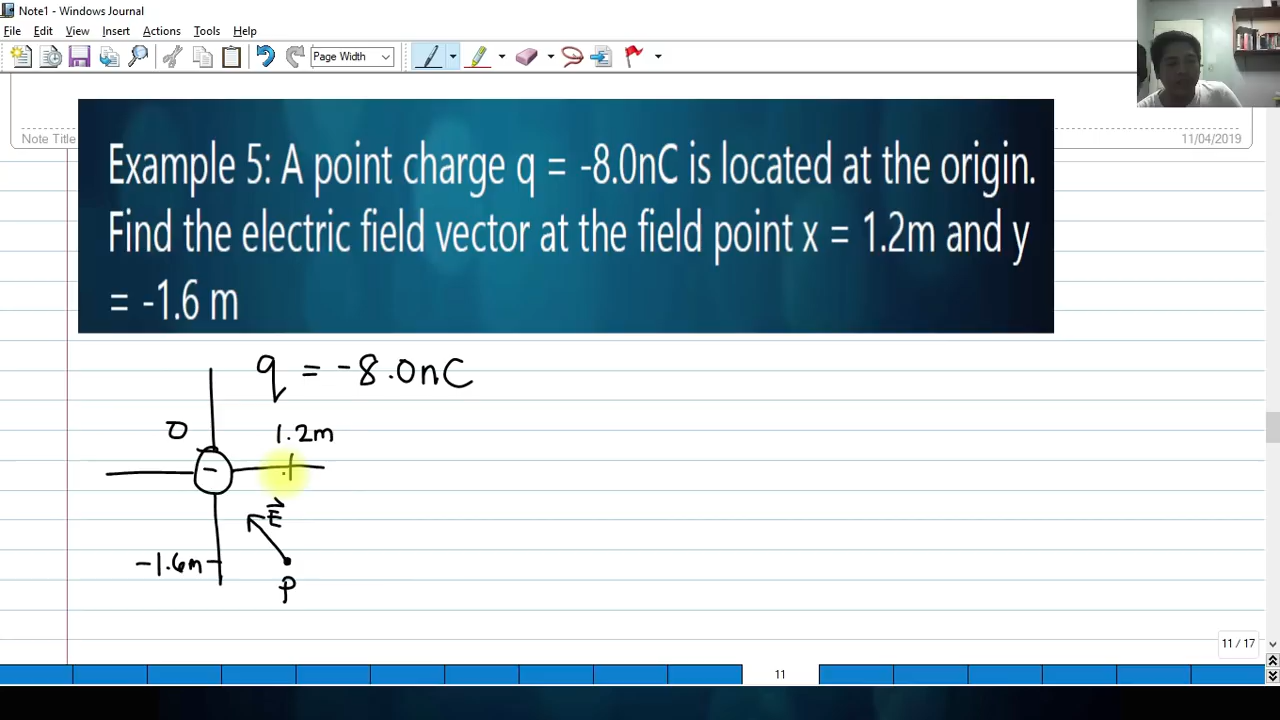 Note1 - Windows Journal
File Edit View Insert Actions Tools Help
Page Width
Note Title
11/04/2019
Example 5: A point charge q = -8.0nC is located at the origin.
Find the electric field vector at the field point x = 1.2m and y
= -1.6 m
q = -8.0nC
0
1.2m
-
E
-1.6m
P
11 / 17
11